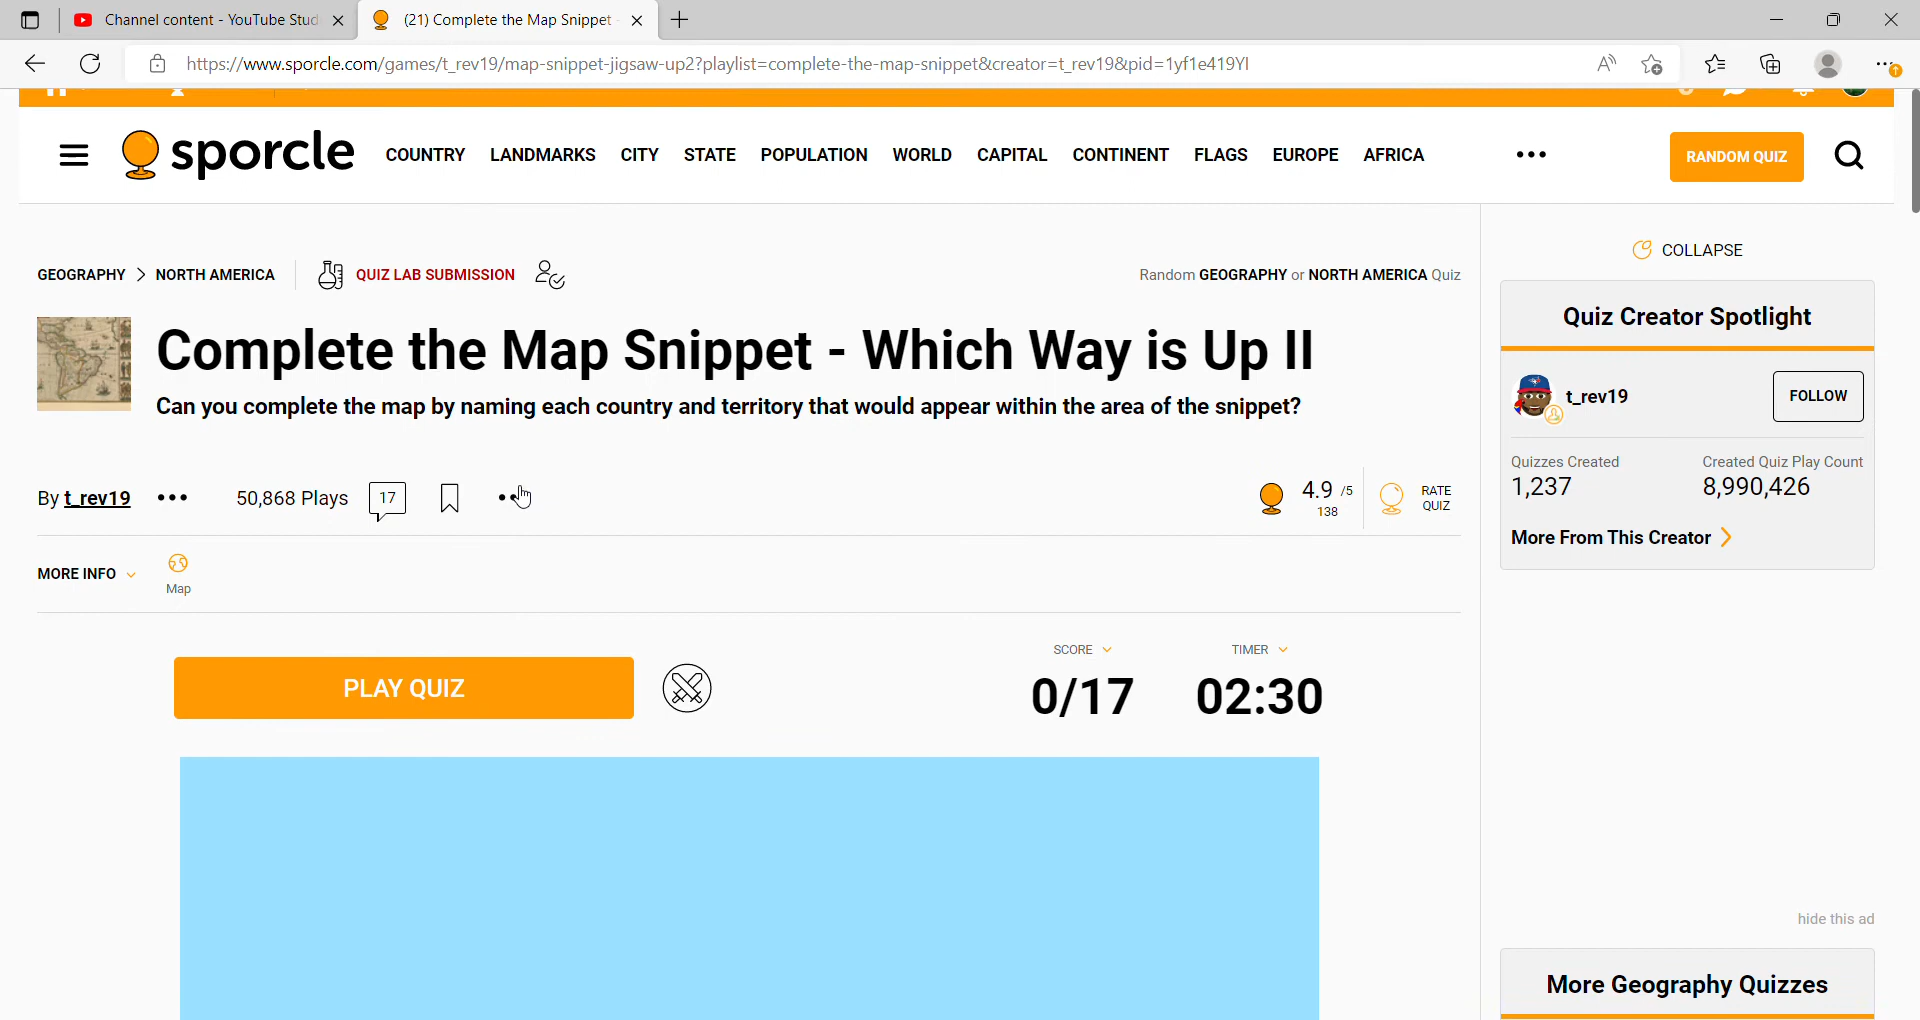 Channel content - YouTube Stud
(21) Complete the Map Snippet -
https://www.sporcle.com/games/t_rev19/map-snippet-jigsaw-up2?playlist=complete-the-map-snippet&creator=t_rev19&pid=1yf1e419YI
sporcle COUNTRY LANDMARKS CITY STATE POPULATION WORLD CAPITAL CONTINENT FLAGS EUROPE AFRICA ••• RANDOM QUIZ
COLLAPSE
GEOGRAPHY > NORTH AMERICA QUIZ LAB SUBMISSION Random GEOGRAPHY or NORTH AMERICA Quiz
Complete the Map Snippet - Which Way is Up II
Can you complete the map by naming each country and territory that would appear within the area of the snippet?
By t_rev19 ••• 50,868 Plays 17 4.9 /5 138 RATE QUIZ
MORE INFO Map
PLAY QUIZ
SCORE TIMER
0/17 02:30
Quiz Creator Spotlight
t_rev19 FOLLOW
Quizzes Created Created Quiz Play Count
1,237 8,990,426
More From This Creator
hide this ad
More Geography Quizzes